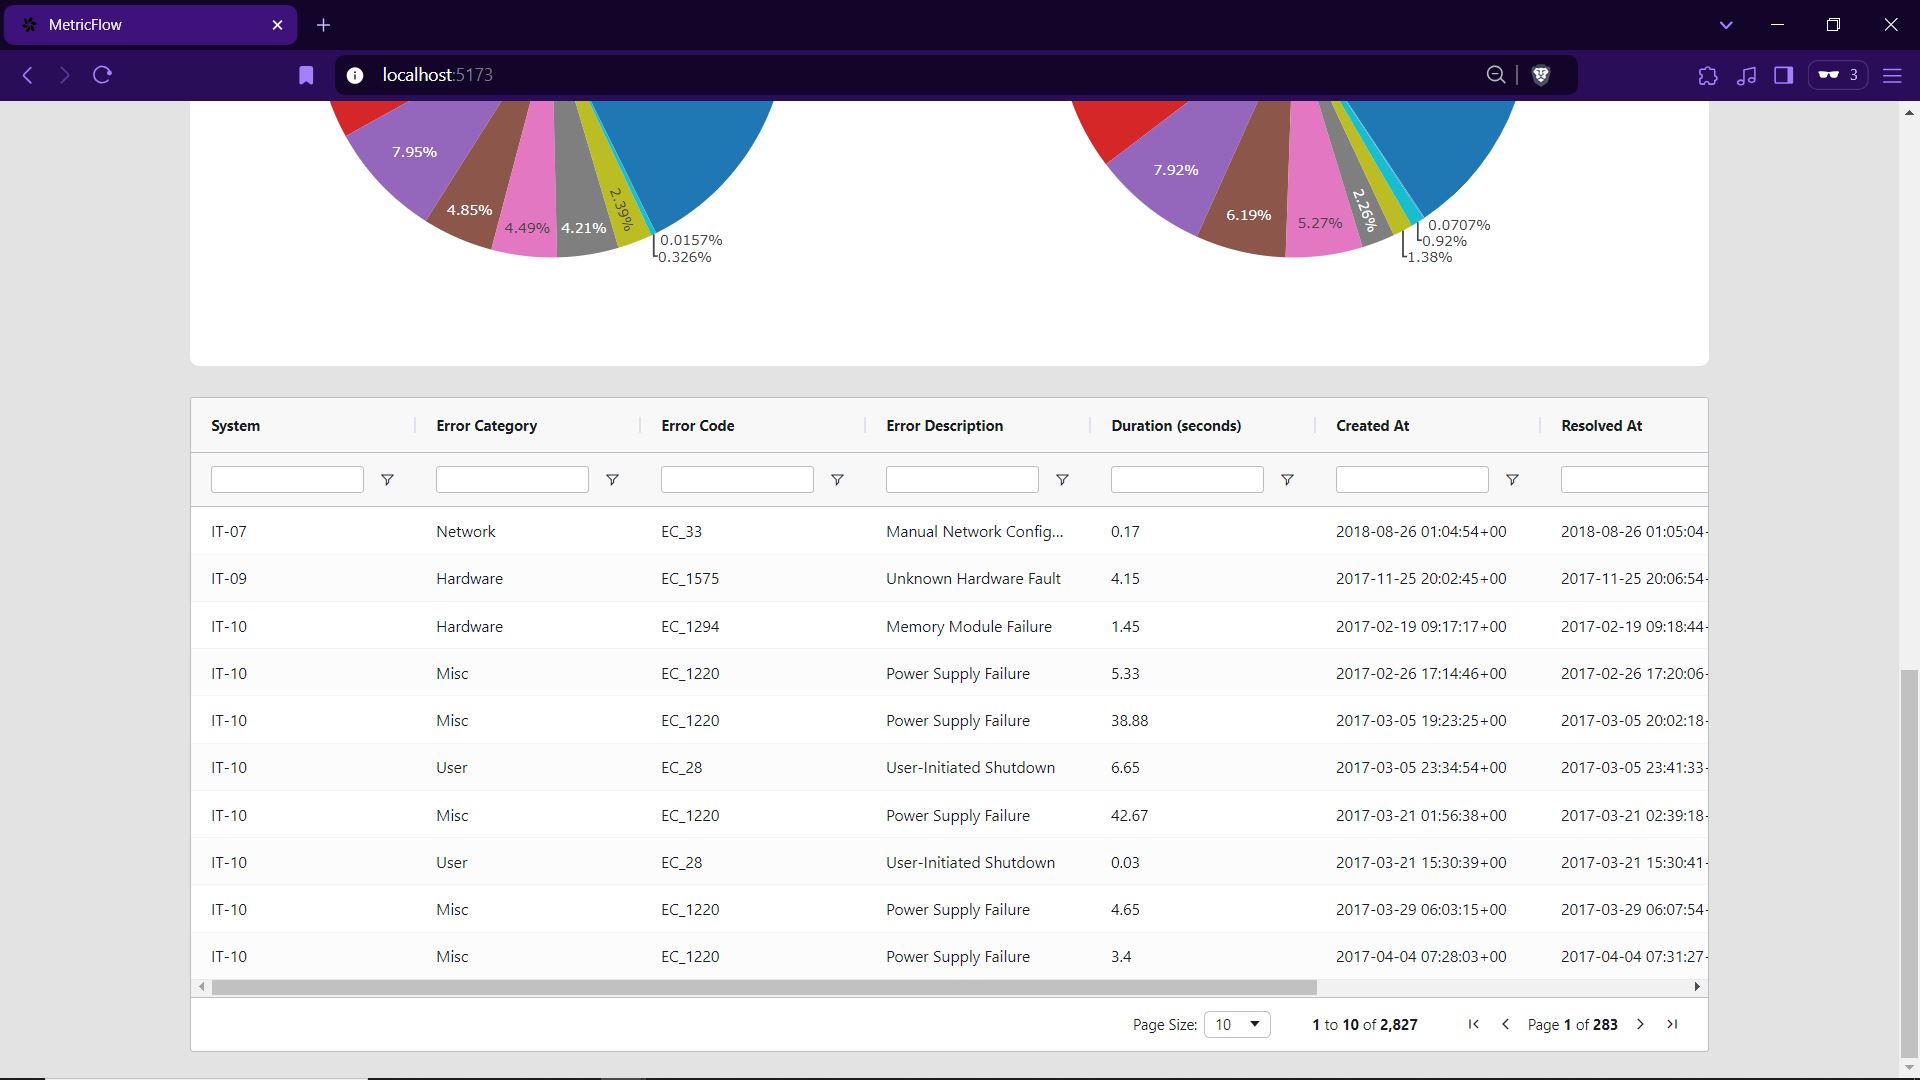 MetricFlow
localhost:5173
3
7.95%
4.85%
4.49%
4.21%
2.39%
0.0157%
0.326%
7.92%
6.19%
5.27%
2.26%
0.0707%
0.92%
1.38%
System Error Category Error Code Error Description Duration (seconds) Created At Resolved At
IT-07 Network EC_33 Manual Network Config... 0.17 2018-08-26 01:04:54+00 2018-08-26 01:05:04-
IT-09 Hardware EC_1575 Unknown Hardware Fault 4.15 2017-11-25 20:02:45+00 2017-11-25 20:06:54-
IT-10 Hardware EC_1294 Memory Module Failure 1.45 2017-02-19 09:17:17+00 2017-02-19 09:18:44-
IT-10 Misc EC_1220 Power Supply Failure 5.33 2017-02-26 17:14:46+00 2017-02-26 17:20:06-
IT-10 Misc EC_1220 Power Supply Failure 38.88 2017-03-05 19:23:25+00 2017-03-05 20:02:18-
IT-10 User EC_28 User-Initiated Shutdown 6.65 2017-03-05 23:34:54+00 2017-03-05 23:41:33-
IT-10 Misc EC_1220 Power Supply Failure 42.67 2017-03-21 01:56:38+00 2017-03-21 02:39:18-
IT-10 User EC_28 User-Initiated Shutdown 0.03 2017-03-21 15:30:39+00 2017-03-21 15:30:41-
IT-10 Misc EC_1220 Power Supply Failure 4.65 2017-03-29 06:03:15+00 2017-03-29 06:07:54-
IT-10 Misc EC_1220 Power Supply Failure 3.4 2017-04-04 07:28:03+00 2017-04-04 07:31:27-
Page Size: 10 1 to 10 of 2,827 Page 1 of 283